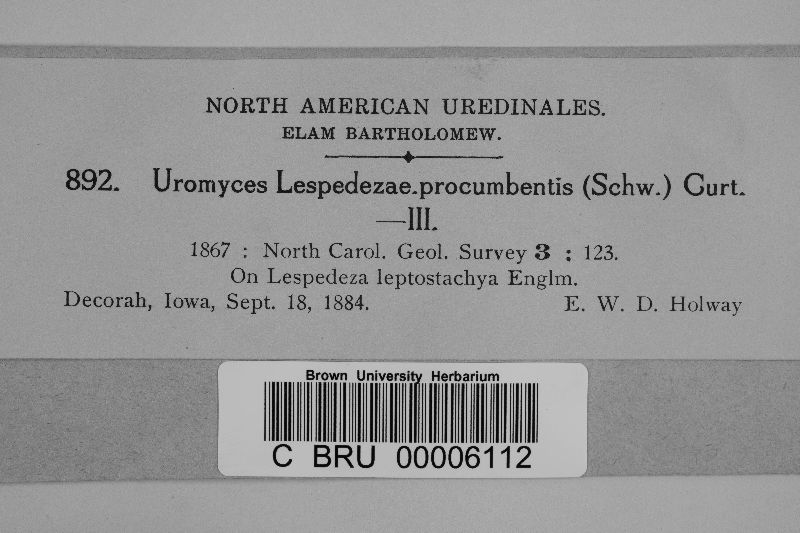 NORTH AMERICAN UREDINALES.
ELAM BARTHOLOMEW.
892. Uromyces Lespedezae.procumbentis (Schw.) Curt.
—III.
1867 : North Carol. Geol. Survey 3 : 123.
On Lespedeza leptostachya Englm.
Decorah, Iowa, Sept. 18, 1884. E. W. D. Holway
Brown University Herbarium
C BRU 00006112